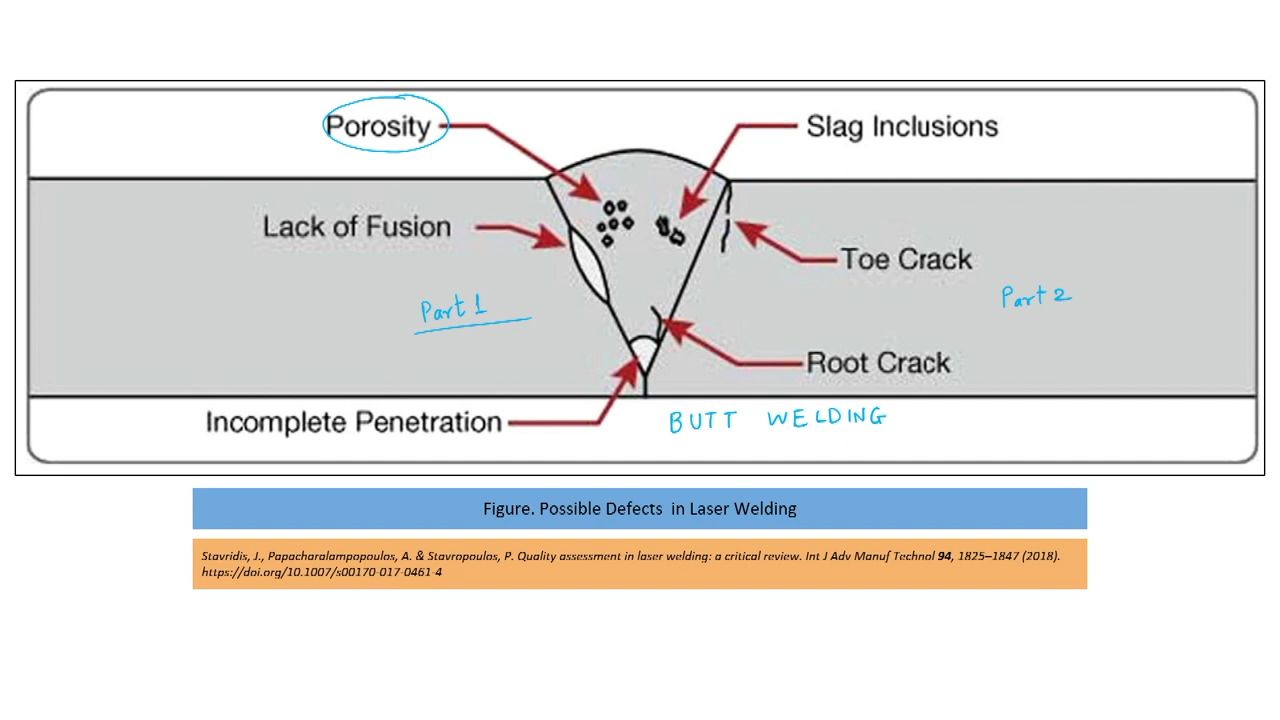 Porosity
Slag Inclusions
Lack of Fusion
Toe Crack
Part 1
Part 2
Root Crack
Incomplete Penetration
BUTT WELDING
Figure. Possible Defects in Laser Welding
Stavridis, J., Papacharalampopoulos, A. & Stavropoulos, P. Quality assessment in laser welding: a critical review. Int J Adv Manuf Technol 94, 1825–1847 (2018).
https://doi.org/10.1007/s00170-017-0461-4